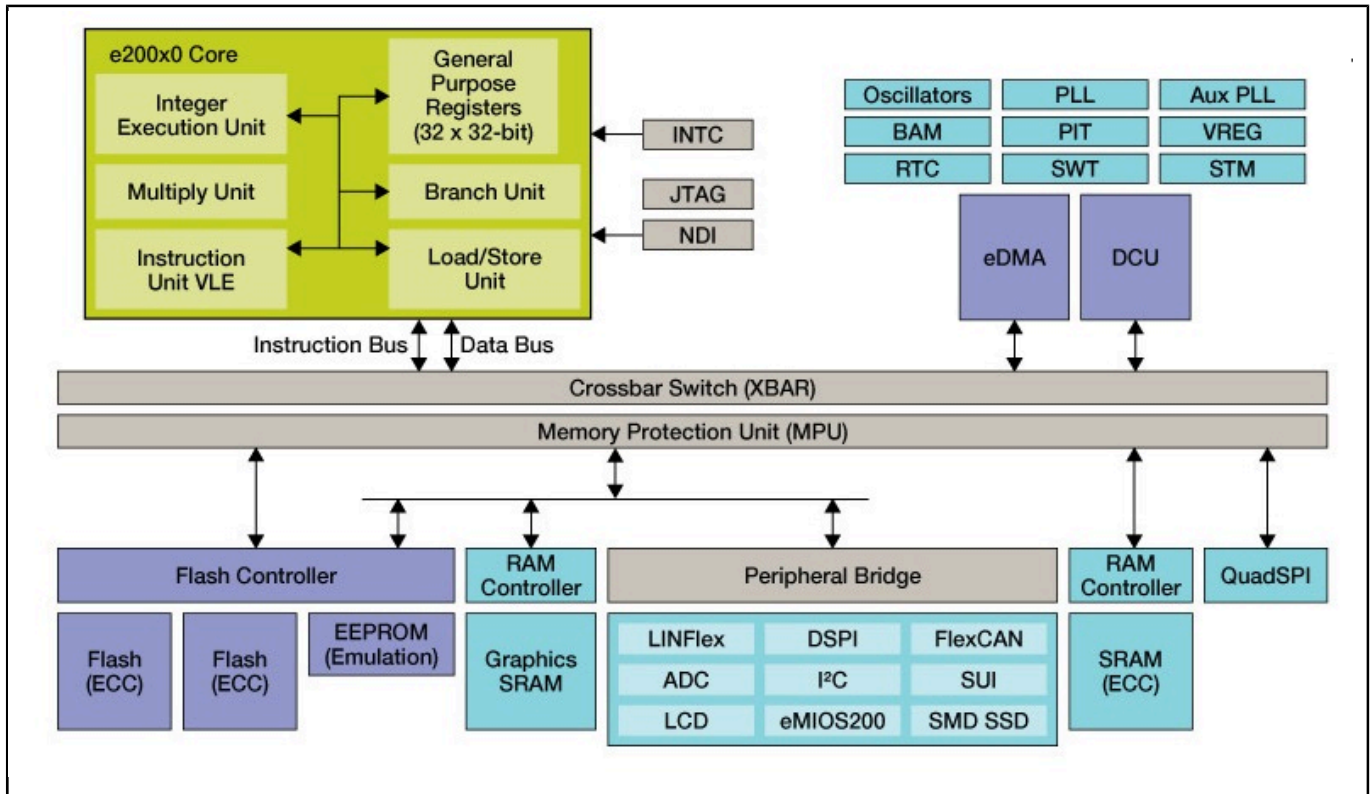 e200x0 Core
Integer
Execution Unit
General
Purpose
Registers
(32 x 32-bit)
Multiply Unit
Branch Unit
Instruction
Unit VLE
Load/Store
Unit
INTC
JTAG
NDI
Oscillators
PLL
Aux PLL
BAM
PIT
VREG
RTC
SWT
STM
eDMA
DCU
Instruction Bus
Data Bus
Crossbar Switch (XBAR)
Memory Protection Unit (MPU)
Flash Controller
RAM
Controller
Peripheral Bridge
RAM
Controller
QuadSPI
Flash
(ECC)
Flash
(ECC)
EEPROM
(Emulation)
Graphics
SRAM
LINFlex
DSPI
FlexCAN
ADC
I²C
SUI
LCD
eMIOS200
SMD SSD
SRAM
(ECC)